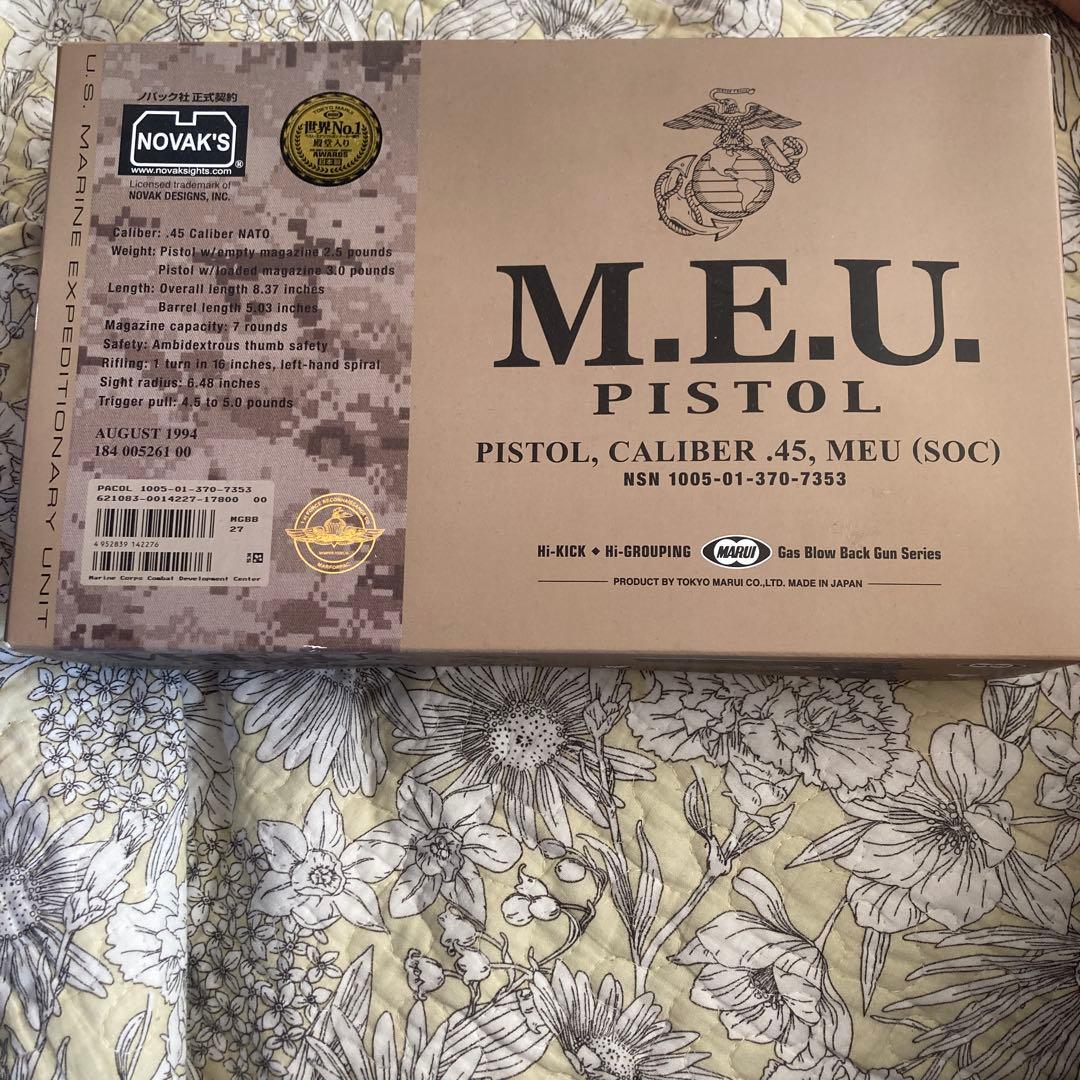 U.S. MARINE EXPEDITIONARY UNIT
ノバック社 正式契約
NOVAK'S
®
www.novaksights.com
Licensed trademark of
NOVAK DESIGNS, INC.
TOKYO MARUI
世界No.1
殿堂入り
AWARDS
日本製
Caliber: .45 Caliber NATO
Weight: Pistol w/empty magazine 2.5 pounds
Pistol w/loaded magazine 3.0 pounds
Length: Overall length 8.37 inches
Barrel length 5.03 inches
Magazine capacity: 7 rounds
Safety: Ambidextrous thumb safety
Rifling: 1 turn in 16 inches, left-hand spiral
Sight radius: 6.48 inches
Trigger pull: 4.5 to 5.0 pounds
AUGUST 1994
184 005261 00
PACOL 1005-01-370-7353
621083-0014227-17800 00
MGBB
27
4 952839 142276
Marine Corps Combat Development Center
MARFORPAC
M.E.U.
PISTOL
PISTOL, CALIBER .45, MEU (SOC)
NSN 1005-01-370-7353
Hi-KICK ◆ Hi-GROUPING MARUI Gas Blow Back Gun Series
PRODUCT BY TOKYO MARUI CO.,LTD. MADE IN JAPAN